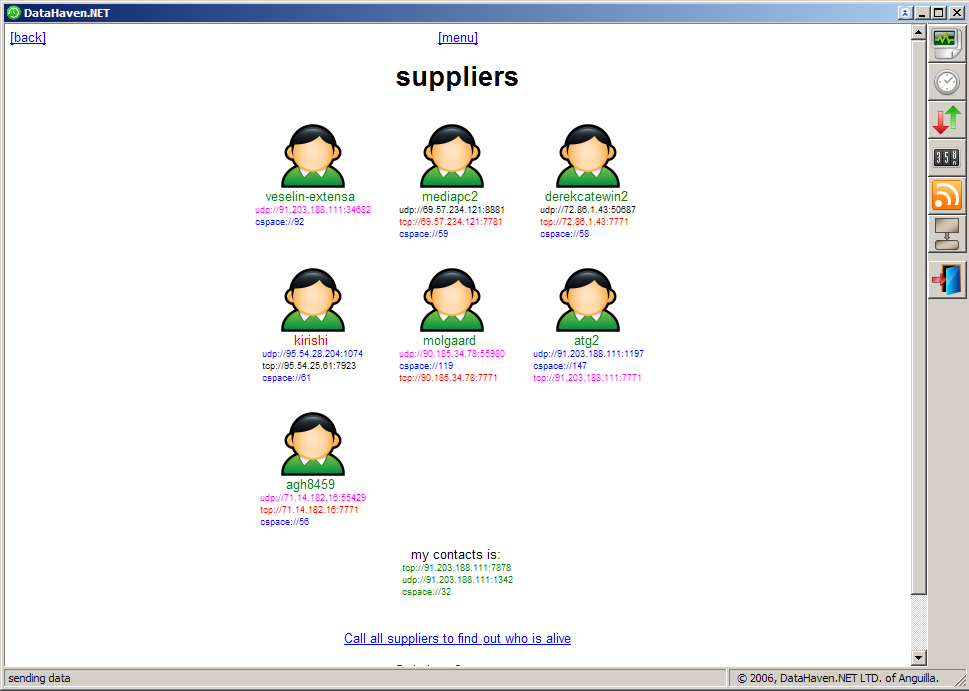 DataHaven.NET
[back] [menu]
suppliers
veselin-extensa mediapc2 derekcatewin2
udp://91.203.188.111:34682 udp://69.57.234.121:8881 udp://72.86.1.43:50687
cspace://92 tcp://69.57.234.121:7781 tcp://72.86.1.43:7771
cspace://59 cspace://58
kirishi molgaard atg2
udp://95.54.28.204:1074 udp://90.185.34.78:55980 udp://91.203.188.111:1197
tcp://95.54.25.61:7923 cspace://119 cspace://147
cspace://61 tcp://90.185.34.78:7771 tcp://91.203.188.111:7771
agh8459
udp://71.14.182.16:55429
tcp://71.14.182.16:7771
cspace://56
my contacts is:
tcp://91.203.188.111:7878
udp://91.203.188.111:1342
cspace://32
Call all suppliers to find out who is alive
sending data
© 2006, DataHaven.NET LTD. of Anguilla.